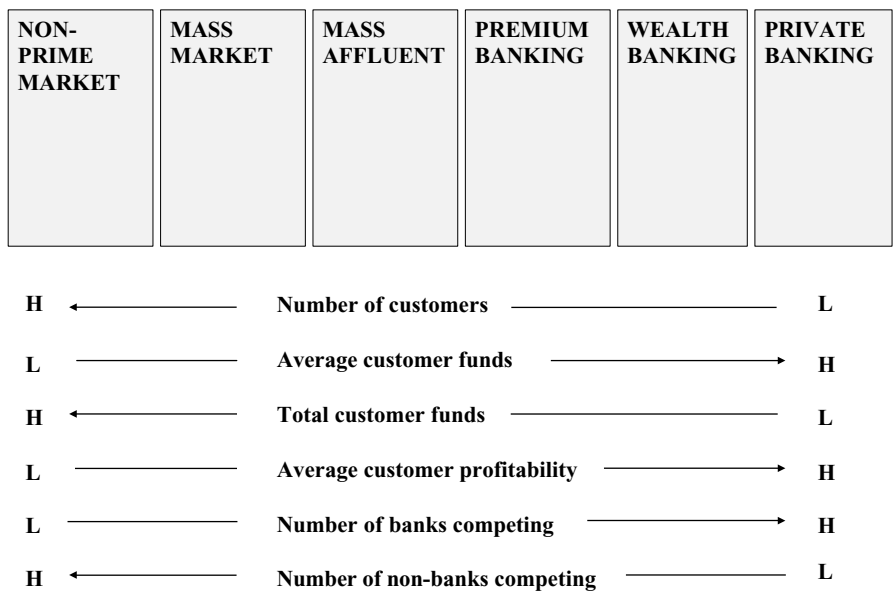 NON-
PRIME
MARKET
MASS
MARKET
MASS
AFFLUENT
PREMIUM
BANKING
WEALTH
BANKING
PRIVATE
BANKING
H Number of customers L
L Average customer funds H
H Total customer funds L
L Average customer profitability H
L Number of banks competing H
H Number of non-banks competing L